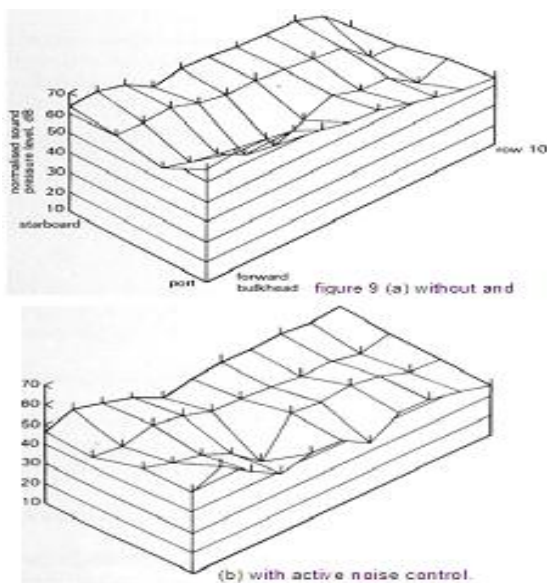 70
60
50
40
30
20
10
normalised sound
pressure level, dB
starboard
port
forward
bulkhead
row 10
figure 9 (a) without and
70
60
50
40
30
20
10
(b) with active noise control.